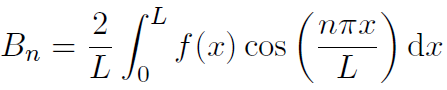 $B_n = \frac{2}{L} \int_0^L f(x) \cos\left(\frac{n\pi x}{L}\right) \mathrm{d}x$